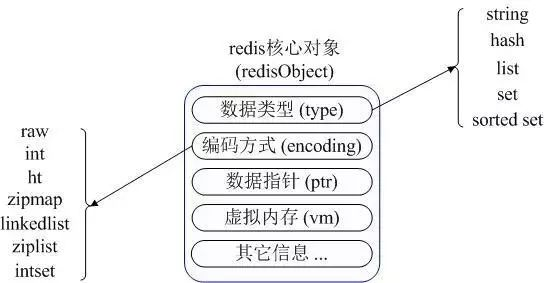 redis核心对象
(redisObject)
数据类型 (type)
编码方式 (encoding)
数据指针 (ptr)
虚拟内存 (vm)
其它信息 ...
string
hash
list
set
sorted set
raw
int
ht
zipmap
linkedlist
ziplist
intset